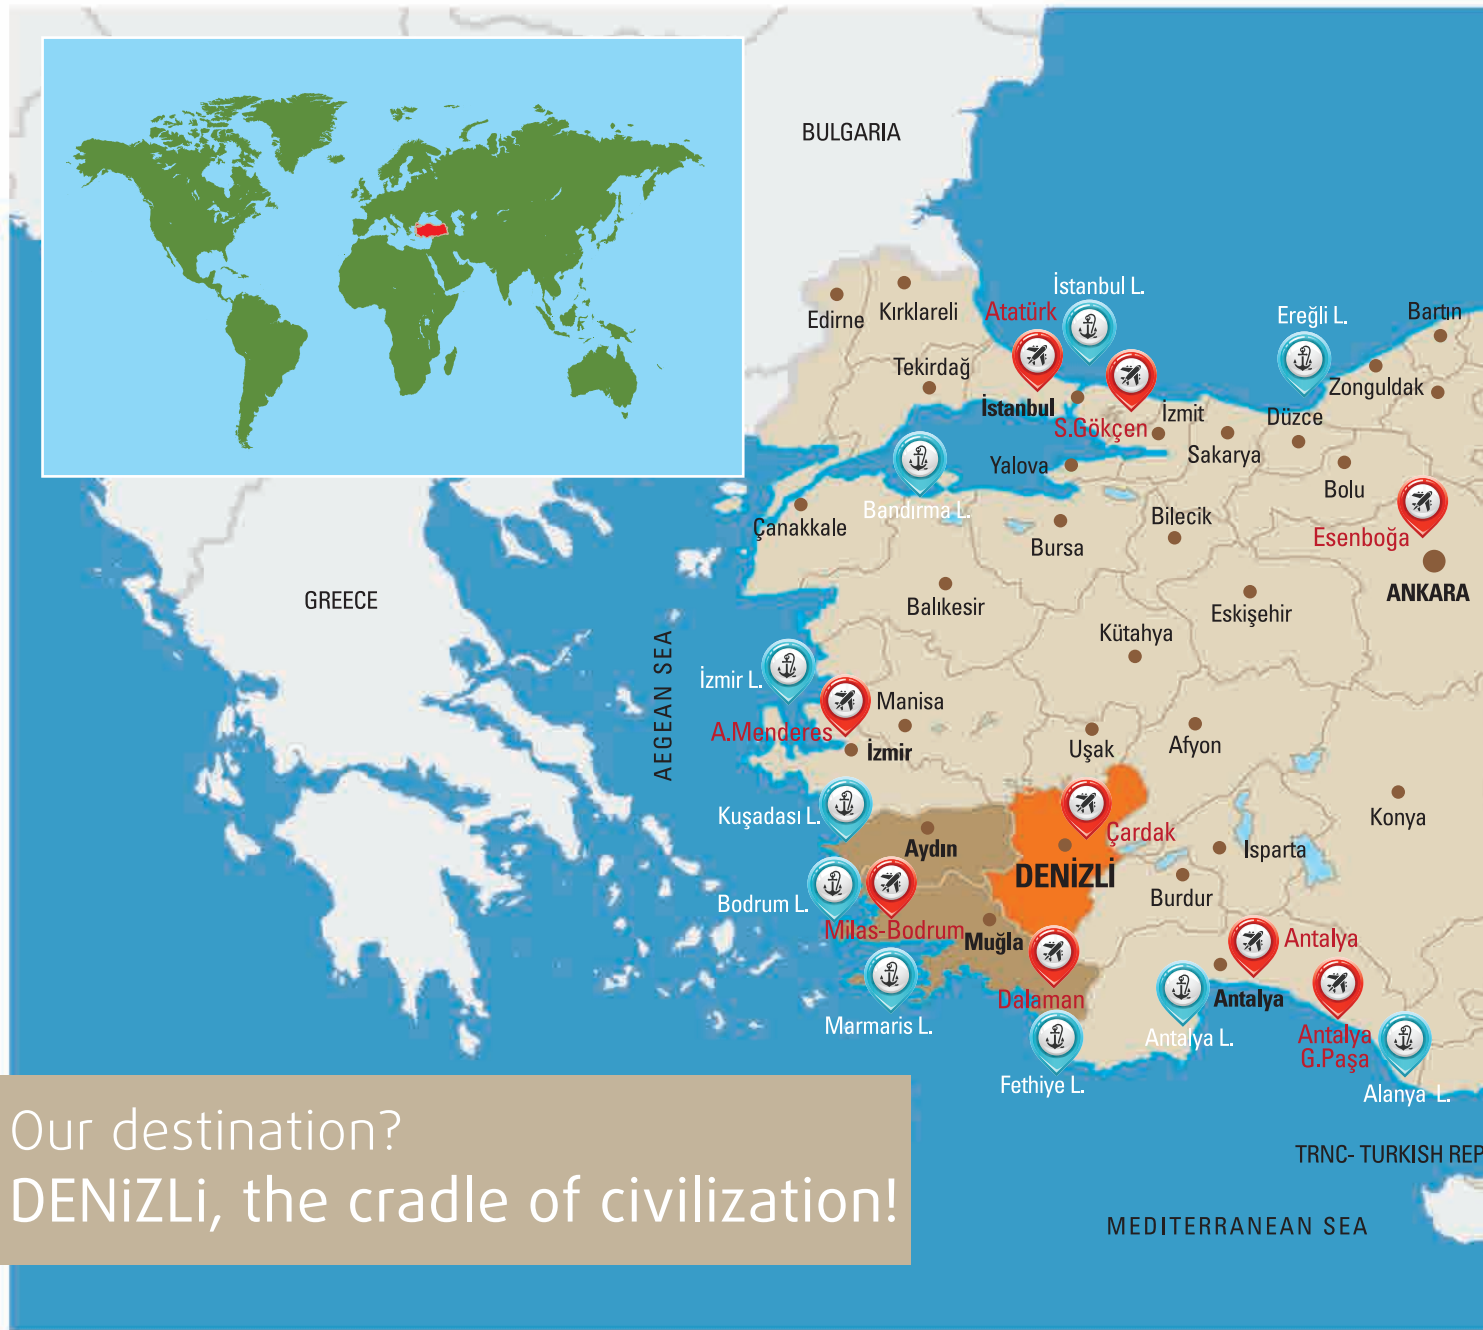 BULGARIA
İstanbul L.
Edirne
Kırklareli
Atatürk
Ereğli L.
Bartın
Tekirdağ
Zonguldak
İstanbul
S.Gökçen
İzmit
Düzce
Yalova
Sakarya
Bolu
Çanakkale
Bandırma L.
Bursa
Bilecik
Esenboğa
GREECE
Balıkesir
Eskişehir
ANKARA
Kütahya
AEGEAN SEA
İzmir L.
Manisa
A.Menderes
İzmir
Uşak
Afyon
Kuşadası L.
Aydın
Çardak
Isparta
Konya
DENİZLİ
Bodrum L.
Burdur
Milas-Bodrum
Muğla
Antalya
Dalaman
Antalya
Marmaris L.
Antalya L.
Antalya
G.Paşa
Fethiye L.
Alanya L.
Our destination?
DENiZLi, the cradle of civilization!
TRNC- TURKISH REP
MEDITERRANEAN SEA